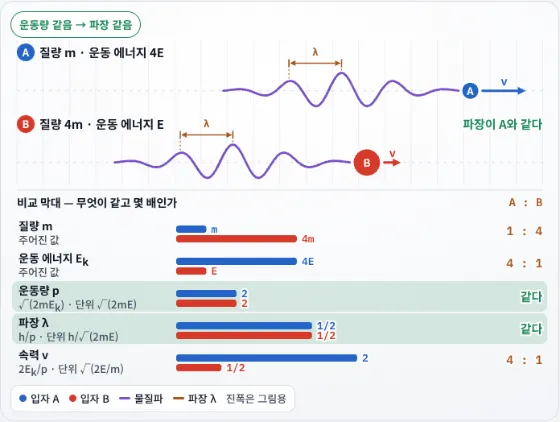 운동량 같음 → 파장 같음
A 질량 m · 운동 에너지 4E
λ
A
v
B 질량 4m · 운동 에너지 E
λ
파장이 A와 같다
B
v
비교 막대 — 무엇이 같고 몇 배인가 A : B
질량 m
주어진 값
m
4m
1 : 4
운동 에너지 Ek
주어진 값
4E
E
4 : 1
운동량 p
√(2mEk) · 단위 √(2mE)
2
2
같다
파장 λ
h/p · 단위 h/√(2mE)
1/2
1/2
같다
속력 v
2Ek/p · 단위 √(2E/m)
2
1/2
4 : 1
입자 A 입자 B 물질파 파장 λ 진폭은 그림용